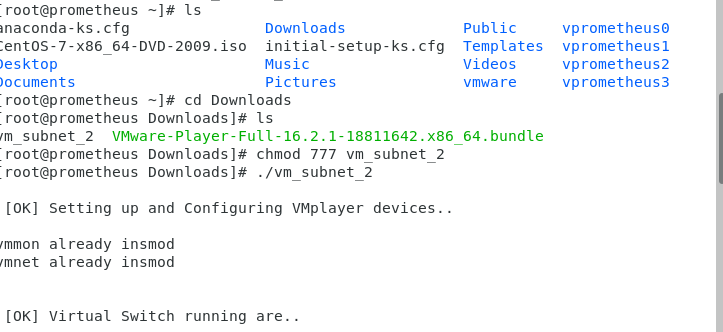 [root@prometheus ~]# ls
anaconda-ks.cfg Downloads Public vprometheus0
CentOS-7-x86_64-DVD-2009.iso initial-setup-ks.cfg Templates vprometheus1
Desktop Music Videos vprometheus2
Documents Pictures vmware vprometheus3
[root@prometheus ~]# cd Downloads
[root@prometheus Downloads]# ls
vm_subnet_2 VMware-Player-Full-16.2.1-18811642.x86_64.bundle
[root@prometheus Downloads]# chmod 777 vm_subnet_2
[root@prometheus Downloads]# ./vm_subnet_2
[OK] Setting up and Configuring VMplayer devices..
vmmon already insmod
vmnet already insmod
[OK] Virtual Switch running are..